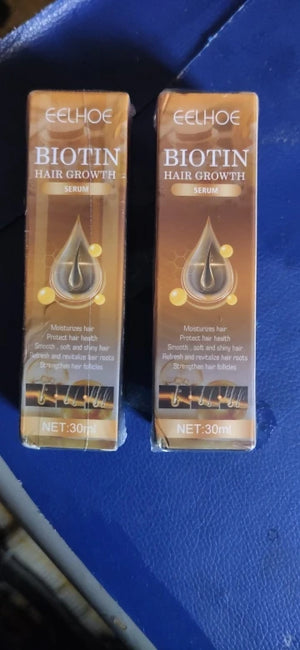 EELHOE
BIOTIN
HAIR GROWTH
SERUM
Moisturizes hair
Protect hair health
Smooth , soft and shiny hair
Refresh and revitalize hair roots
Strengthen hair follicles
NET:30ml
EELHOE
BIOTIN
HAIR GROWTH
SERUM
Moisturizes hair
Protect hair health
Smooth , soft and shiny hair
Refresh and revitalize hair roots
Strengthen hair follicles
NET:30ml